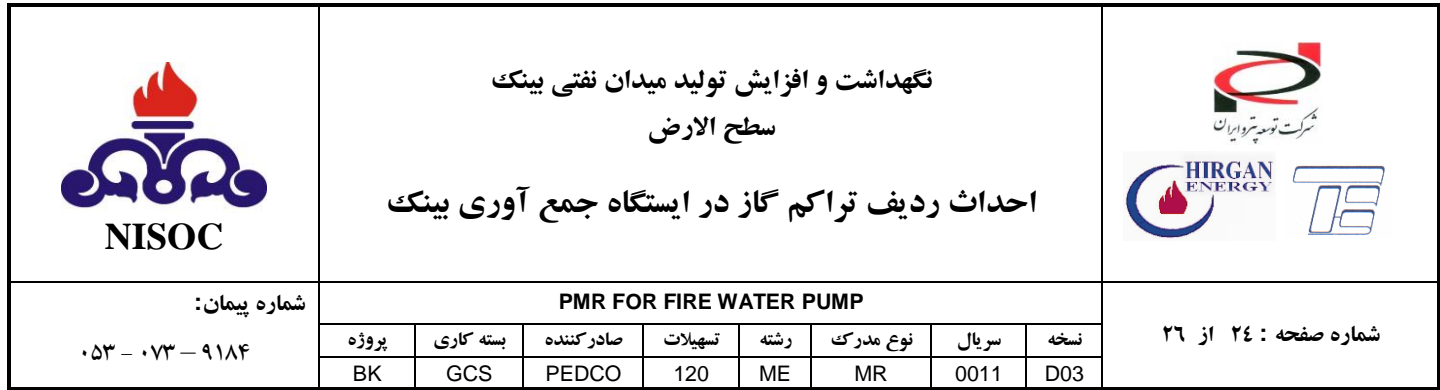 نگهداشت و افزایش تولید میدان نفتی بینک
سطح الارض
احداث ردیف تراکم گاز در ایستگاه جمع آوری بینک
شرکت توسعه پترو ایران
HIRGAN
ENERGY
NISOC
شماره صفحه : ٢٤ از ٢٦
PMR FOR FIRE WATER PUMP
نسخه سریال نوع مدرک رشته تسهیلات صادرکننده بسته کاری پروژه
D03 0011 MR ME 120 PEDCO GCS BK
شماره پیمان:
۰۵۳ – ۰۷۳ – ۹۱۸۴